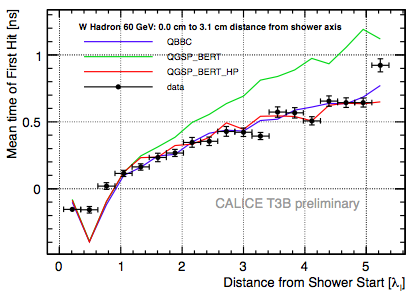 W Hadron 60 GeV: 0.0 cm to 3.1 cm distance from shower axis
QBBC
QGSP_BERT
QGSP_BERT_HP
data
Mean time of First Hit [ns]
1
0.5
0
CALICE T3B preliminary
0 1 2 3 4 5
Distance from Shower Start [λI]